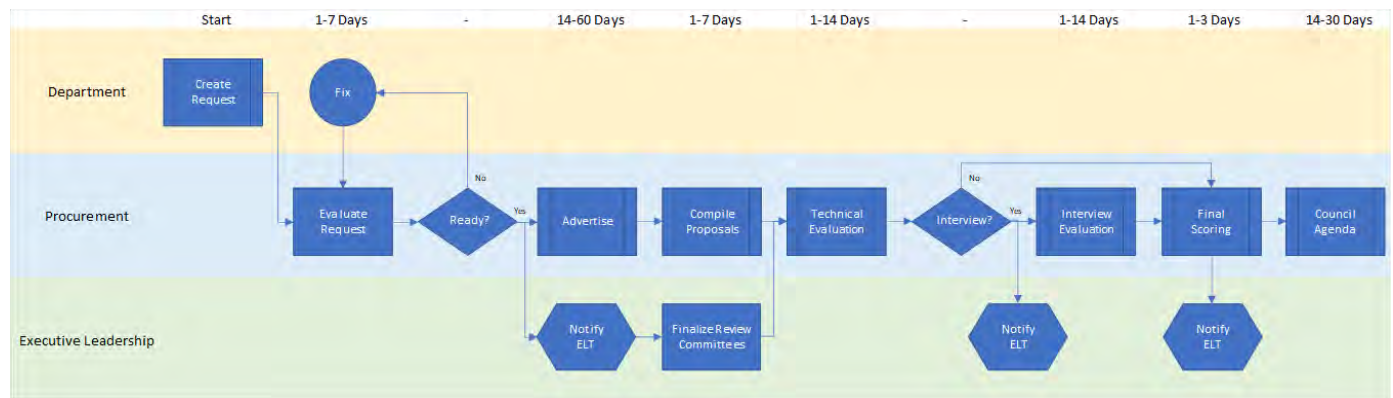 Start 1-7 Days - 14-60 Days 1-7 Days 1-14 Days - 1-14 Days 1-3 Days 14-30 Days
Department
Create
Request
Fix
No
No
Procurement
Evaluate
Request
Ready?
Yes
Advertise
Compile
Proposals
Technical
Evaluation
Interview?
Yes
Interview
Evaluation
Final
Scoring
Council
Agenda
Executive Leadership
Notify
ELT
Finalize Review
Committees
Notify
ELT
Notify
ELT